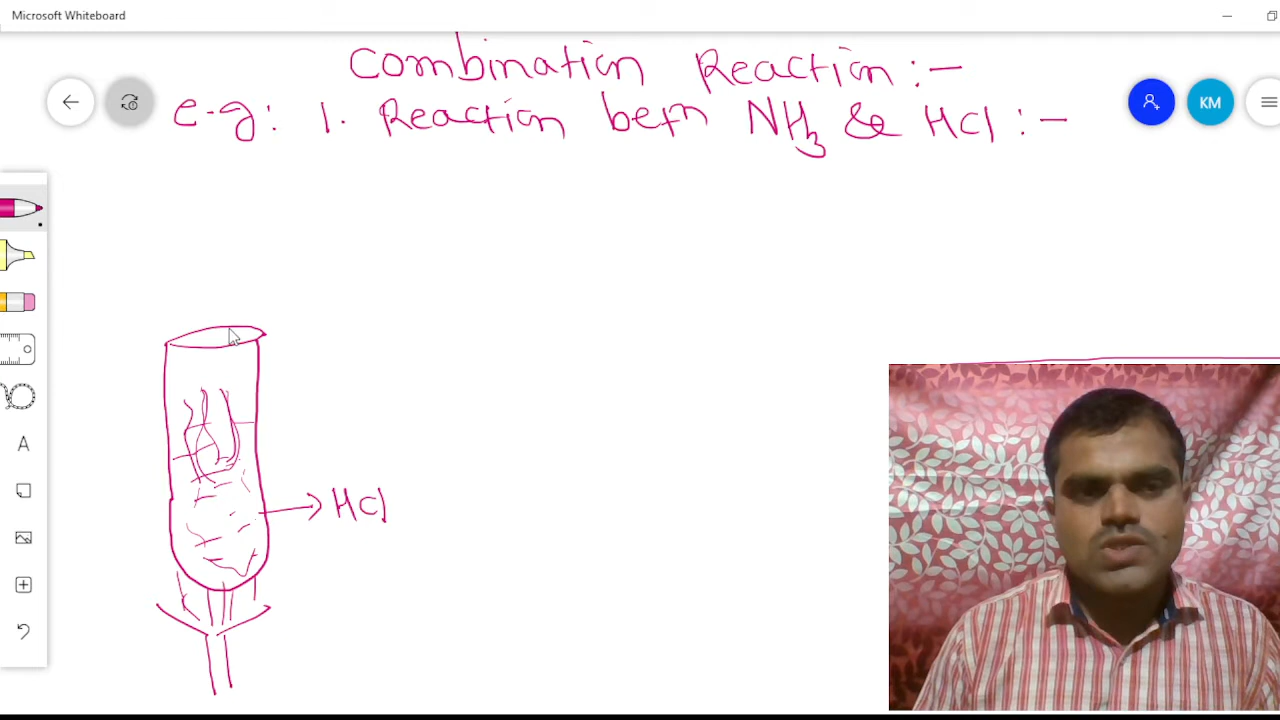 Microsoft Whiteboard
Combination Reaction :-
e.g: 1. Reaction betn NH3 & HCl :-
KM
A
HCl